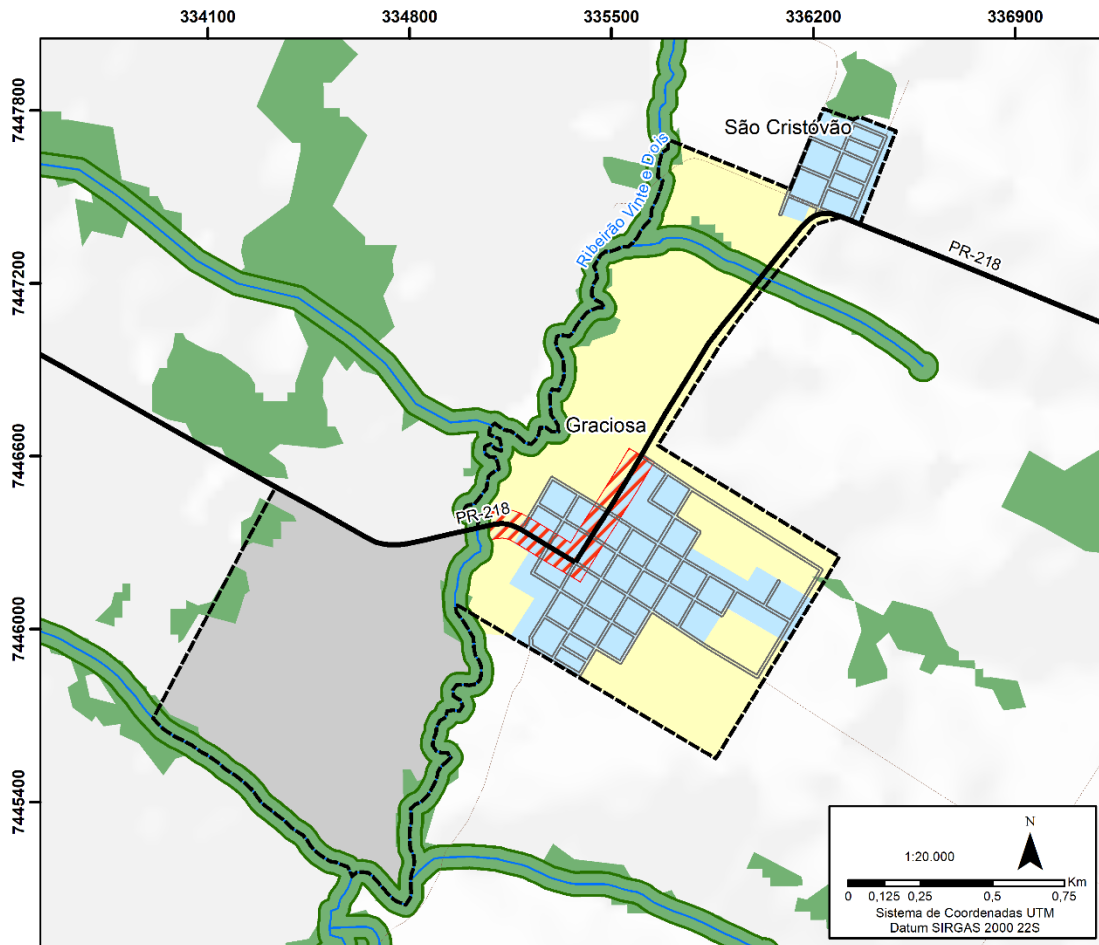 334100 334800 335500 336200 336900
7447800
7447200
7446600
7446000
7445400
São Cristóvão
Ribeirão Vinte e Dois
PR-218
Graciosa
PR-218
N
1:20.000
Km
0 0,125 0,25 0,5 0,75
Sistema de Coordenadas UTM
Datum SIRGAS 2000 22S